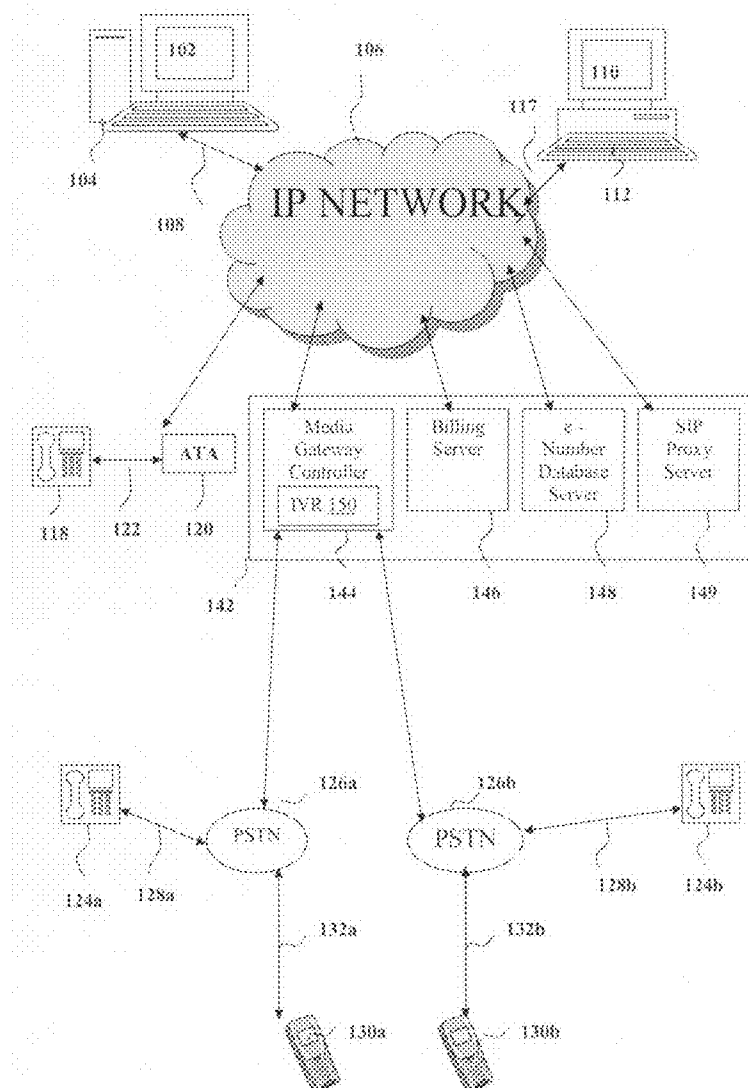 102
106
110
117
104
108
IP NETWORK
112
Media
Gateway
Controller
IVR 150
Billing
Server
e -
Number
Database
Server
SIP
Proxy
Server
ATA
118
122
120
142
144
146
148
149
126a
126b
PSTN
PSTN
124a
128a
128b
124b
132a
132b
130a
130b